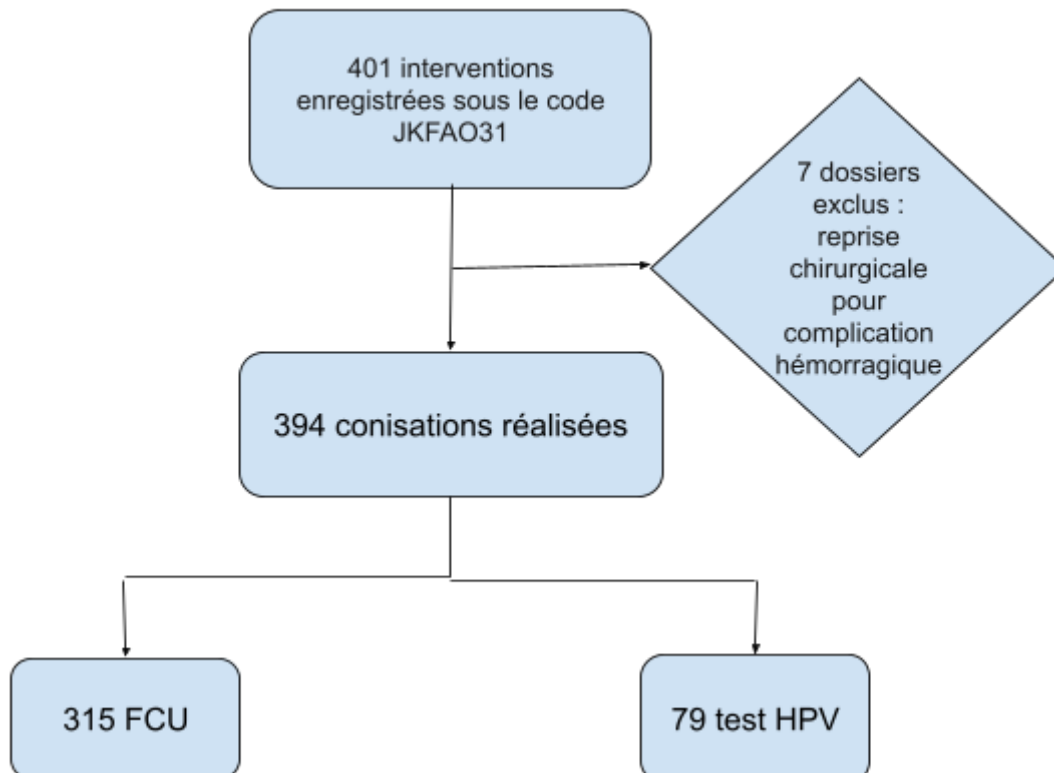 401 interventions
enregistrées sous le code
JKFAO31
7 dossiers
exclus :
reprise
chirurgicale
pour
complication
hémorragique
394 conisations réalisées
315 FCU
79 test HPV